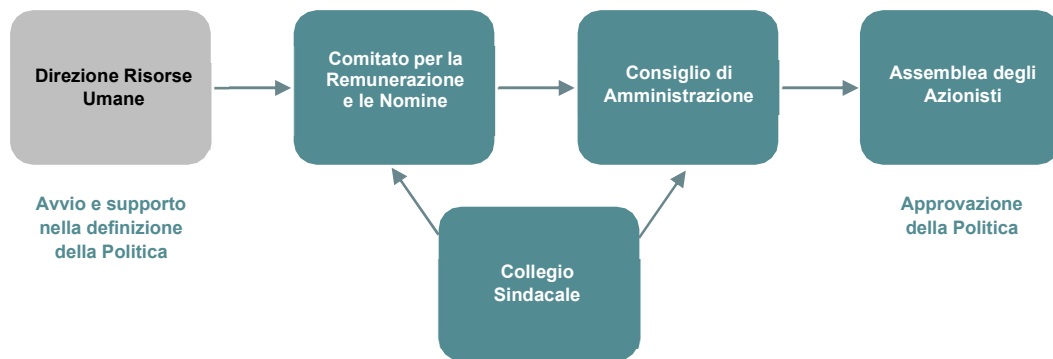 Direzione Risorse
Umane
Comitato per la
Remunerazione
e le Nomine
Consiglio di
Amministrazione
Assemblea degli
Azionisti
Avvio e supporto
nella definizione
della Politica
Approvazione
della Politica
Collegio
Sindacale